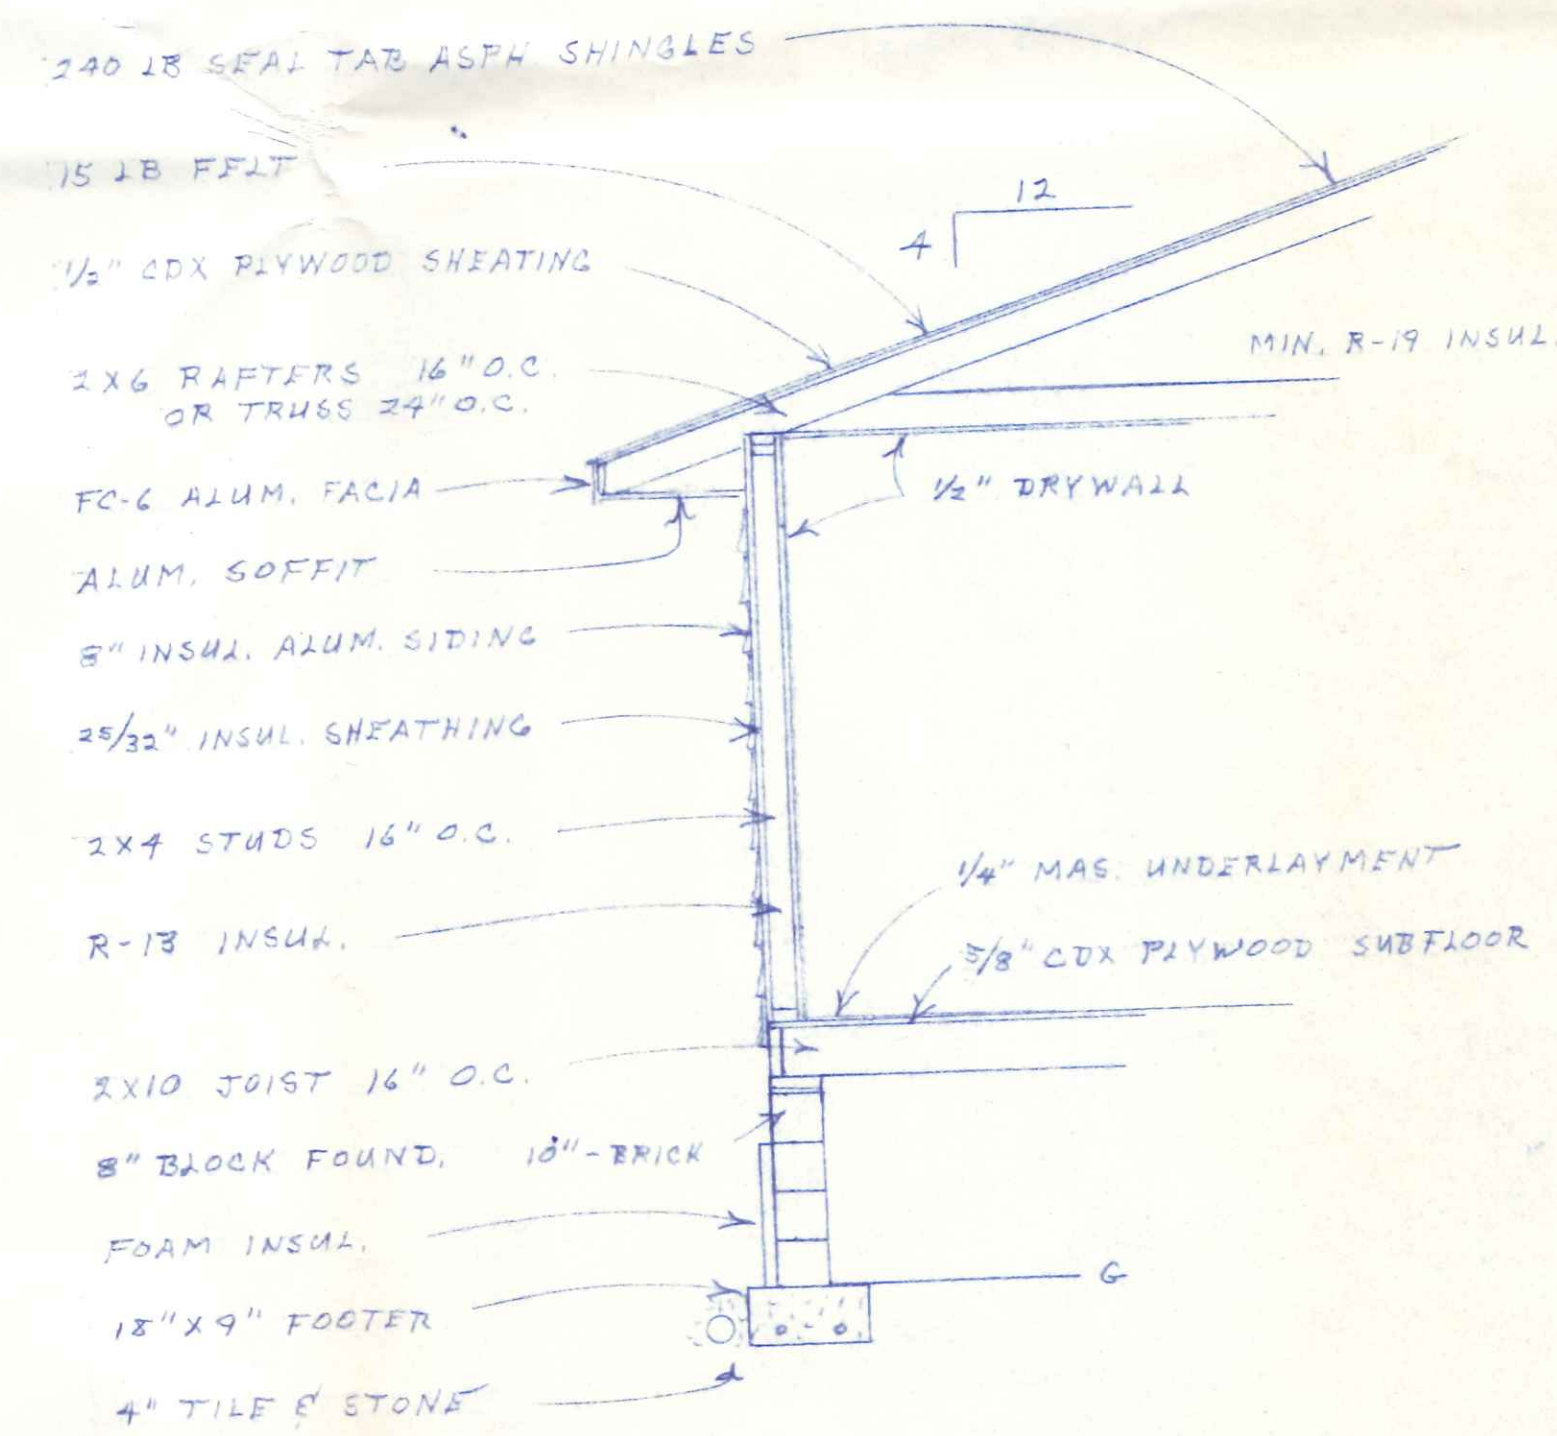 240 LB SEAL TAB ASPH SHINGLES
15 LB FELT
12
4
1/2" CDX PLYWOOD SHEATING
MIN. R-19 INSUL.
2X6 RAFTERS 16" O.C.
OR TRUSS 24" O.C.
FC-6 ALUM. FACIA
1/2" DRYWALL
ALUM. SOFFIT
8" INSUL. ALUM. SIDING
25/32" INSUL. SHEATHING
2X4 STUDS 16" O.C.
1/4" MAS. UNDERLAYMENT
R-13 INSUL.
5/8" CDX PLYWOOD SUBFLOOR
2X10 JOIST 16" O.C.
8" BLOCK FOUND. 10"-BRICK
FOAM INSUL.
G
18" X 9" FOOTER
4" TILE & STONE